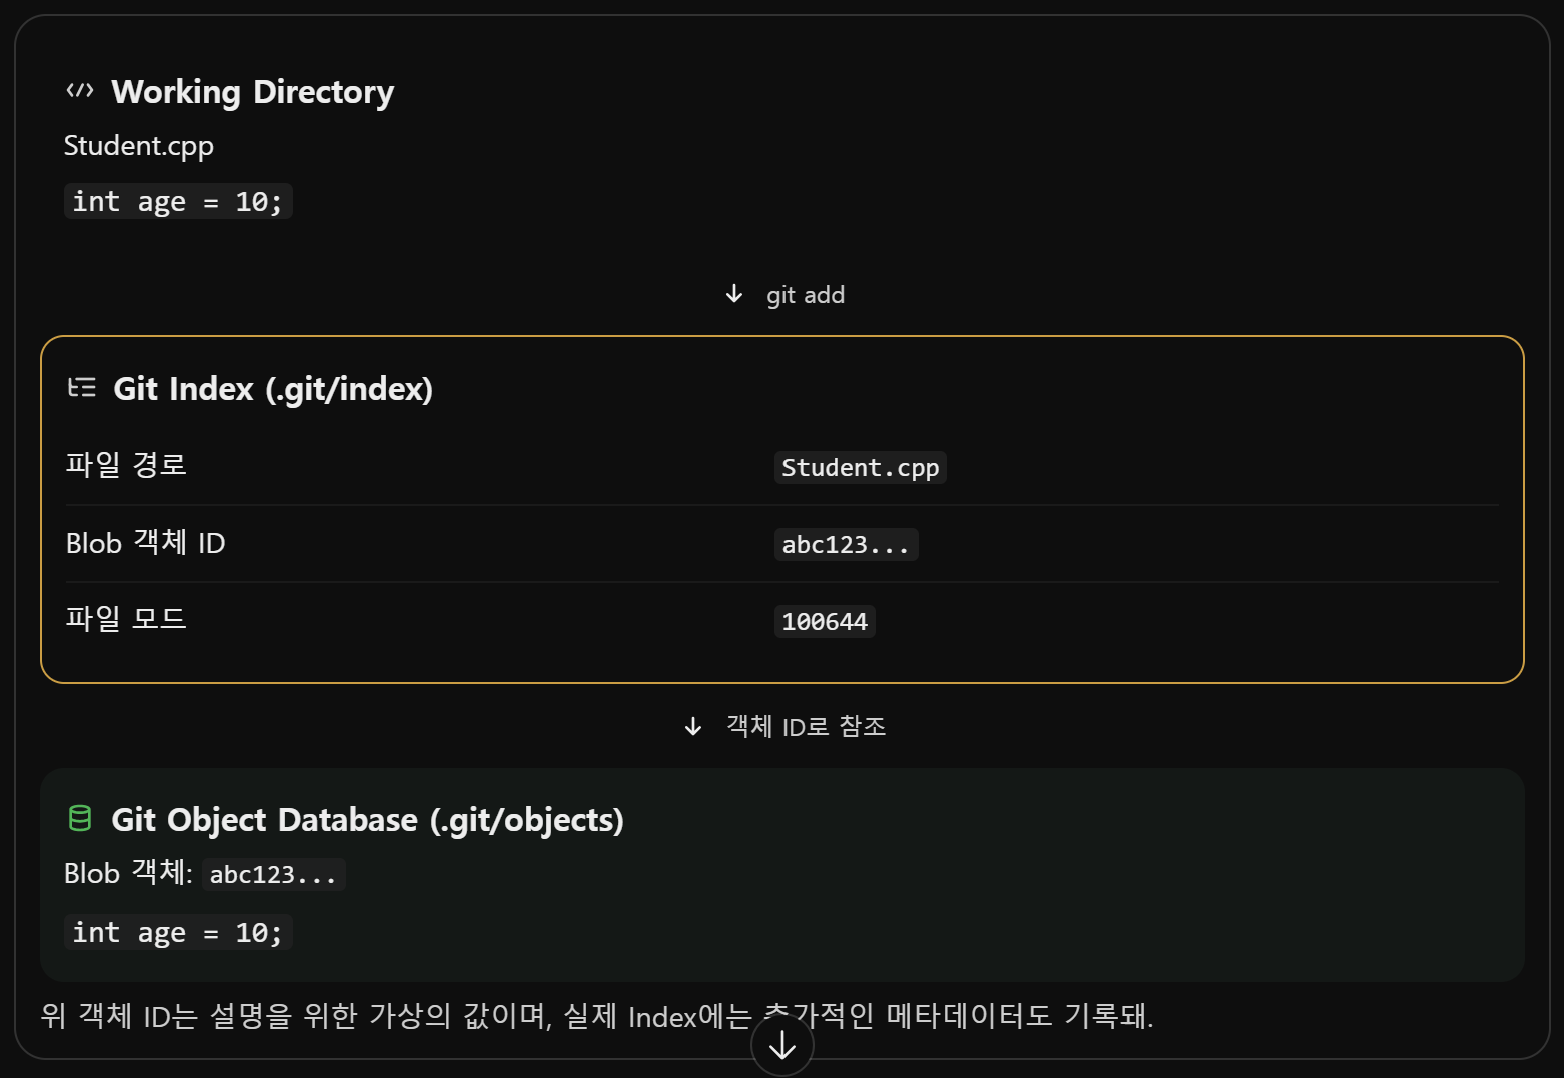 Working Directory
Student.cpp
int age = 10;
git add
Git Index (.git/index)
파일 경로 Student.cpp
Blob 객체 ID abc123...
파일 모드 100644
객체 ID로 참조
Git Object Database (.git/objects)
Blob 객체: abc123...
int age = 10;
위 객체 ID는 설명을 위한 가상의 값이며, 실제 Index에는 추가적인 메타데이터도 기록돼.